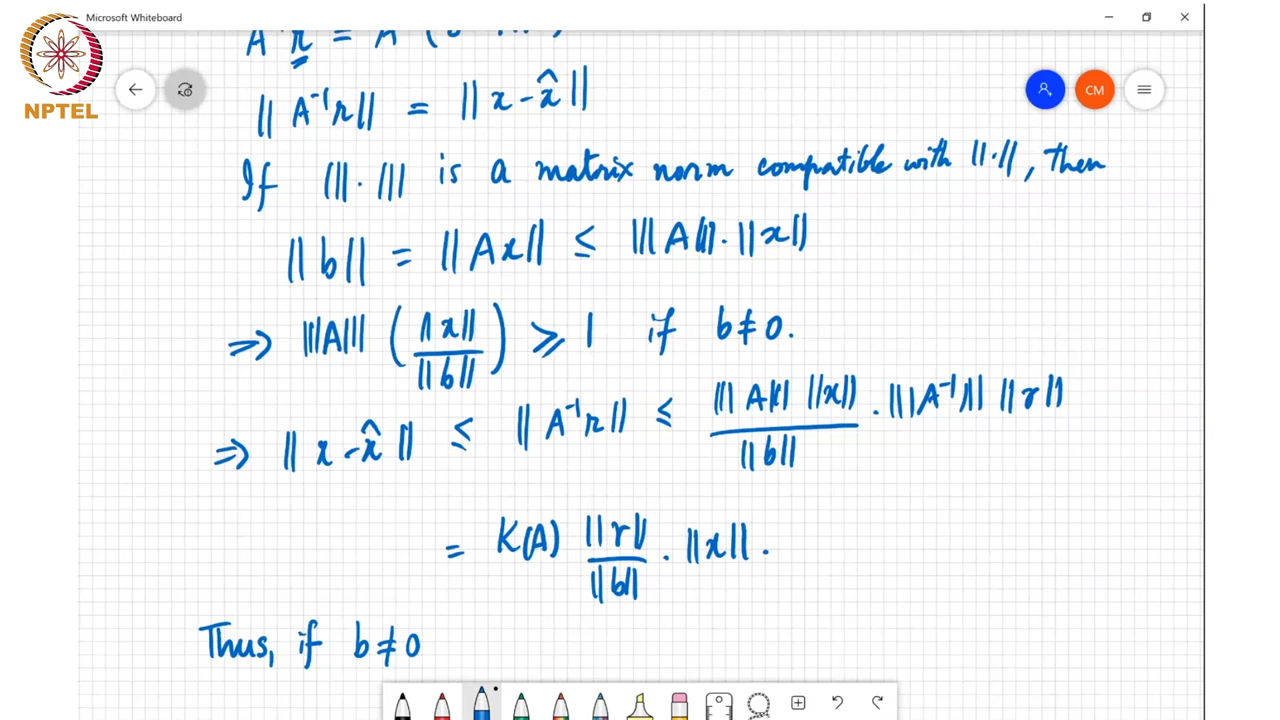 Microsoft Whiteboard
NPTEL
CM
|| A⁻¹r || = || x - x̂ ||
If ||| · ||| is a matrix norm compatible with || · ||, then
|| b || = || Ax || ≤ ||| A ||| · || x ||
⇒ ||| A ||| ( || x || / || b || ) ≥ 1 if b ≠ 0.
⇒ || x - x̂ || ≤ || A⁻¹r || ≤ ||| A ||| || x || / || b || · ||| A⁻¹ ||| || r ||
= K(A) || r || / || b || · || x || .
Thus, if b ≠ 0